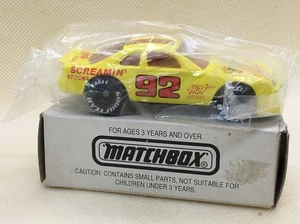 SCREAMIN'
92
FOR AGES 3 YEARS AND OVER.
MATCHBOX
CAUTION: CONTAINS SMALL PARTS, NOT SUITABLE FOR
CHILDREN UNDER 3 YEARS.